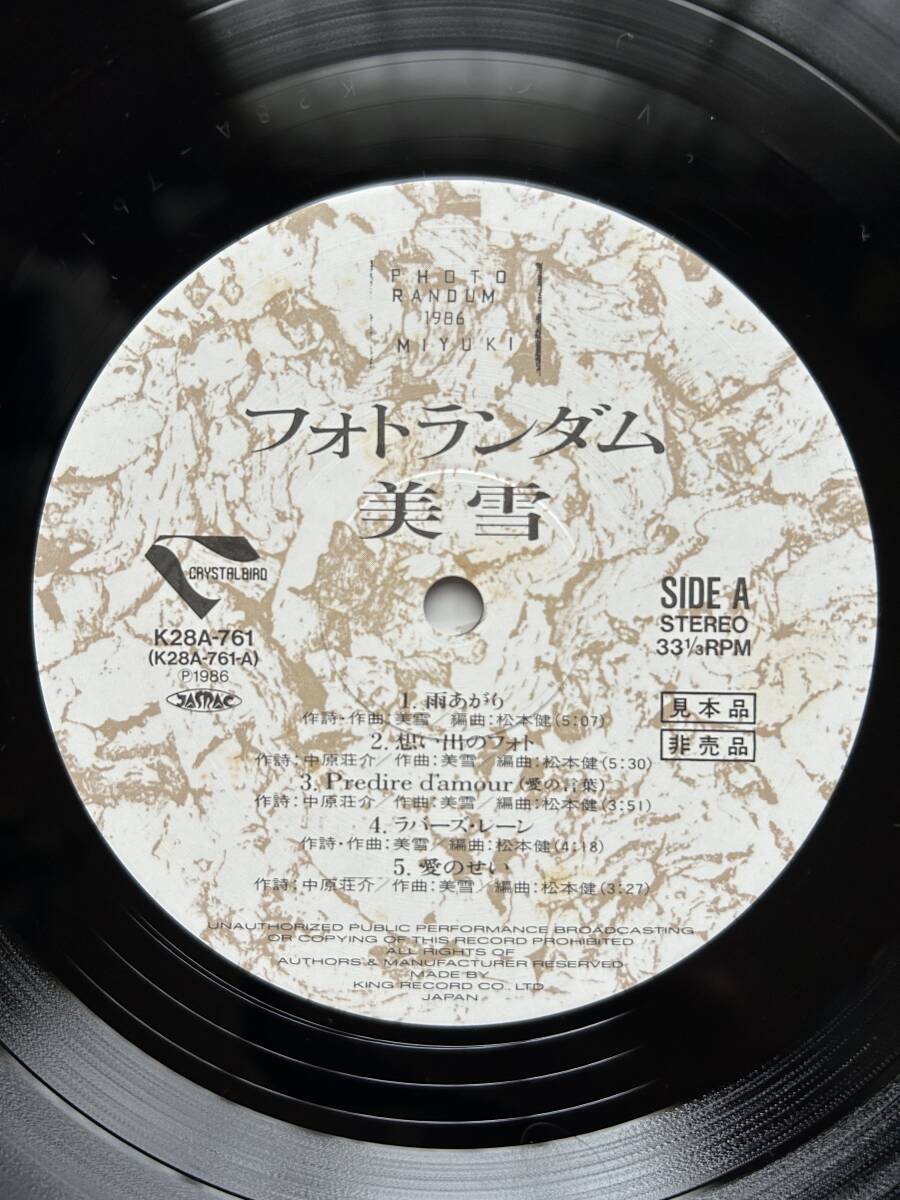 K28A-761
PHOTO
RANDUM
1986
MIYUKI
フォトランダム
美雪
CRYSTALBIRD
K28A-761
(K28A-761-A)
Ⓟ1986
JASRAC
SIDE A
STEREO
33 1/3 RPM
見本品
非売品
1. 雨あがり
作詩・作曲:美雪／編曲:松本健(5:07)
2. 想い出のフォト
作詩:中原荘介／作曲:美雪／編曲:松本健(5:30)
3. Predire d'amour(愛の言葉)
作詩:中原荘介／作曲:美雪／編曲:松本健(3:51)
4. ラバーズ・レーン
作詩・作曲:美雪／編曲:松本健(4:18)
5. 愛のせい
作詩:中原荘介／作曲:美雪／編曲:松本健(3:27)
UNAUTHORIZED PUBLIC PERFORMANCE BROADCASTING
OR COPYING OF THIS RECORD PROHIBITED
ALL RIGHTS OF
AUTHORS & MANUFACTURER RESERVED
MADE BY
KING RECORD CO., LTD.
JAPAN